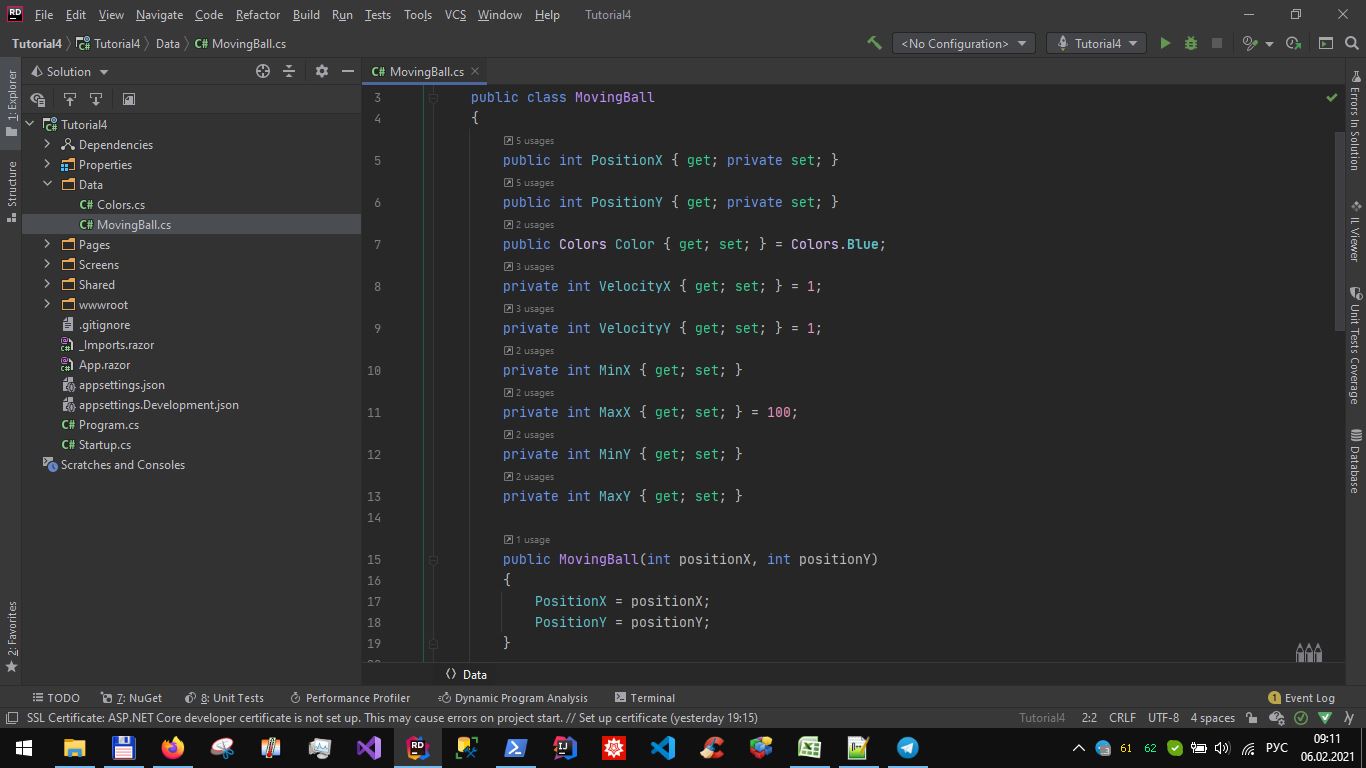 File Edit View Navigate Code Refactor Build Run Tests Tools VCS Window Help Tutorial4
Tutorial4 Tutorial4 Data C# MovingBall.cs
<No Configuration> Tutorial4
1: Explorer
Structure
2: Favorites
Solution
Tutorial4
Dependencies
Properties
Data
C# Colors.cs
C# MovingBall.cs
Pages
Screens
Shared
wwwroot
.gitignore
_Imports.razor
App.razor
appsettings.json
appsettings.Development.json
C# Program.cs
C# Startup.cs
Scratches and Consoles
C# MovingBall.cs
3 public class MovingBall
4 {
5 usages
5 public int PositionX { get; private set; }
5 usages
6 public int PositionY { get; private set; }
2 usages
7 public Colors Color { get; set; } = Colors.Blue;
3 usages
8 private int VelocityX { get; set; } = 1;
3 usages
9 private int VelocityY { get; set; } = 1;
2 usages
10 private int MinX { get; set; }
2 usages
11 private int MaxX { get; set; } = 100;
2 usages
12 private int MinY { get; set; }
2 usages
13 private int MaxY { get; set; }
14
1 usage
15 public MovingBall(int positionX, int positionY)
16 {
17 PositionX = positionX;
18 PositionY = positionY;
19 }
Data
Errors In Solution
IL Viewer
Unit Tests Coverage
Database
TODO 7: NuGet 8: Unit Tests Performance Profiler Dynamic Program Analysis Terminal 1 Event Log
SSL Certificate: ASP.NET Core developer certificate is not set up. This may cause errors on project start. // Set up certificate (yesterday 19:15) Tutorial4 2:2 CRLF UTF-8 4 spaces
RD IJ 61 62 РУС 09:11
06.02.2021